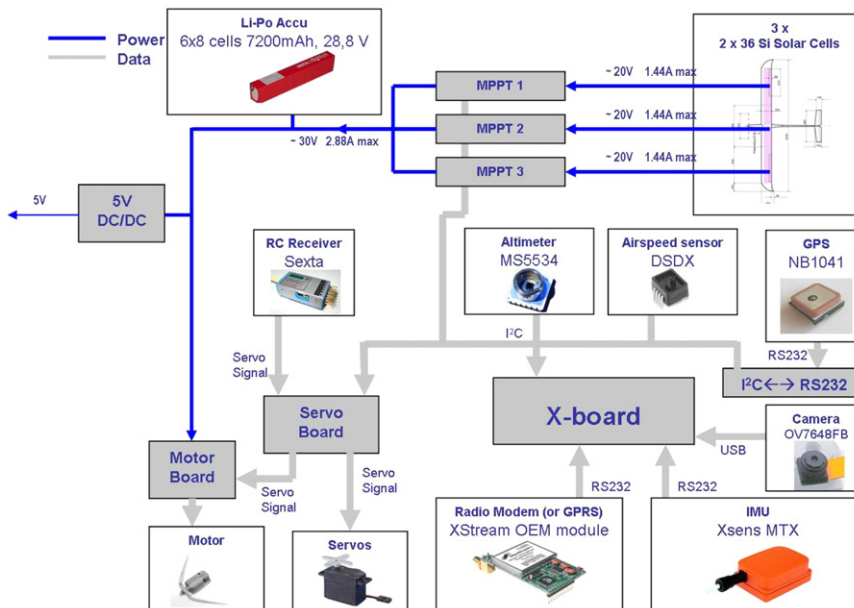 Power
Data
Li-Po Accu
6x8 cells 7200mAh, 28,8 V
3 x
2 x 36 Si Solar Cells
MPPT 1
~ 20V 1.44A max
MPPT 2
~ 20V 1.44A max
~ 30V 2.88A max
MPPT 3
~ 20V 1.44A max
5V
5V
DC/DC
RC Receiver
Sexta
Altimeter
MS5534
Airspeed sensor
DSDX
GPS
NB1041
I²C
RS232
Servo
Signal
I²C←→ RS232
Servo
Board
X-board
Camera
OV7648FB
USB
Motor
Board
Servo
Signal
Servo
Signal
RS232
RS232
Motor
Servos
Radio Modem (or GPRS)
XStream OEM module
IMU
Xsens MTX